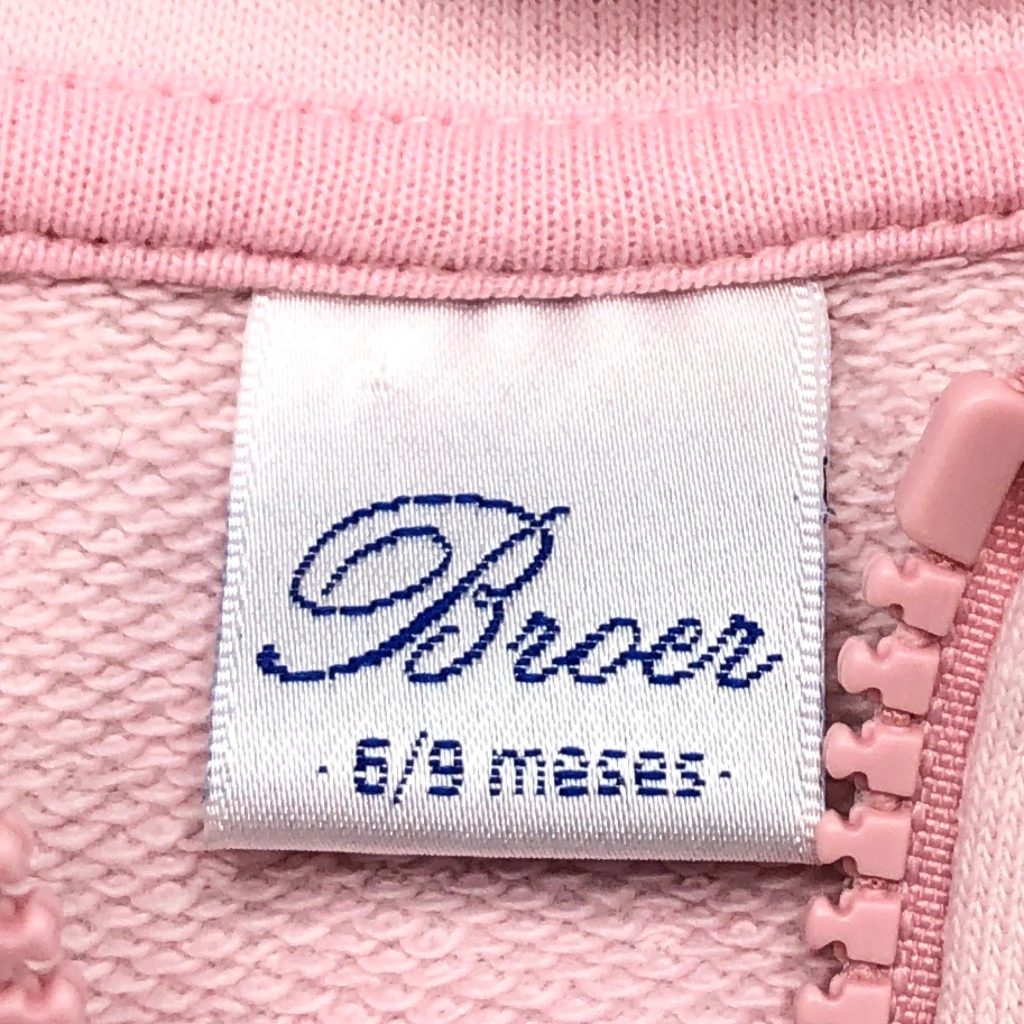 Broer
· 6/9 meses ·